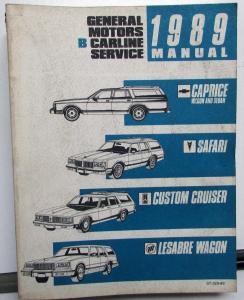 GENERAL
MOTORS
B CARLINE
SERVICE
1989
MANUAL
CAPRICE
WAGON AND SEDAN
SAFARI
CUSTOM CRUISER
LESABRE WAGON